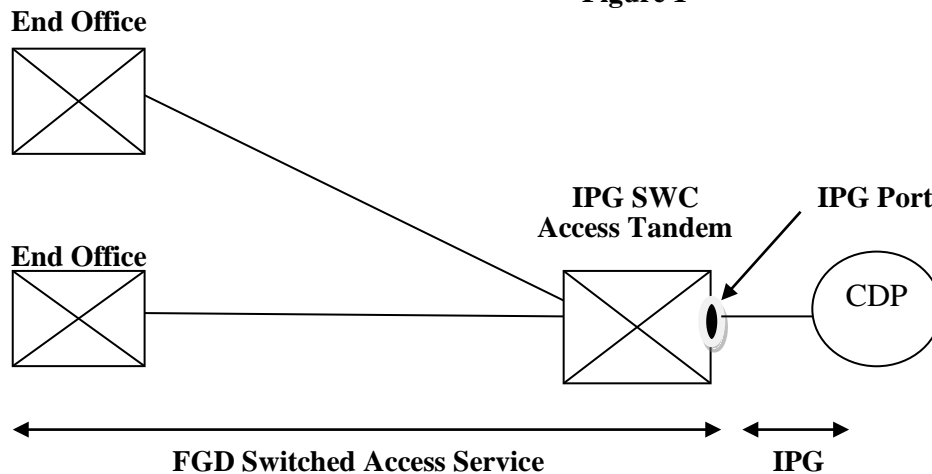 Figure 1
End Office
IPG SWC
Access Tandem
IPG Port
End Office
CDP
FGD Switched Access Service
IPG